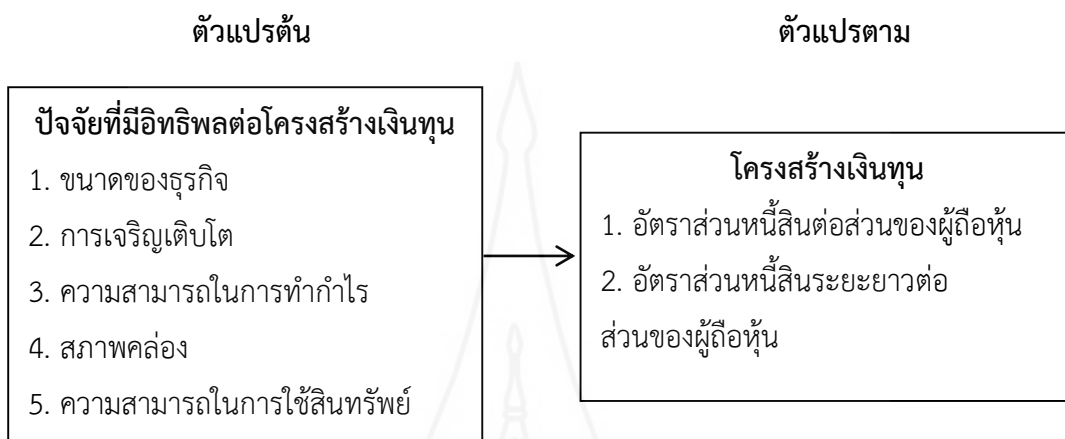 ตัวแปรต้น
ตัวแปรตาม
ปัจจัยที่มีอิทธิพลต่อโครงสร้างเงินทุน
1. ขนาดของธุรกิจ
2. การเจริญเติบโต
3. ความสามารถในการทำกำไร
4. สภาพคล่อง
5. ความสามารถในการใช้สินทรัพย์
โครงสร้างเงินทุน
1. อัตราส่วนหนี้สินต่อส่วนของผู้ถือหุ้น
2. อัตราส่วนหนี้สินระยะยาวต่อ
ส่วนของผู้ถือหุ้น